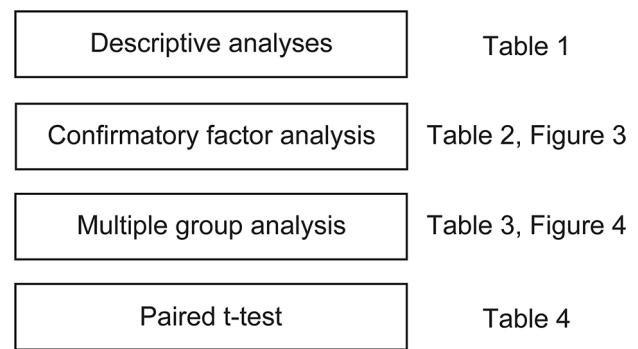 Descriptive analyses Table 1
Confirmatory factor analysis Table 2, Figure 3
Multiple group analysis Table 3, Figure 4
Paired t-test Table 4